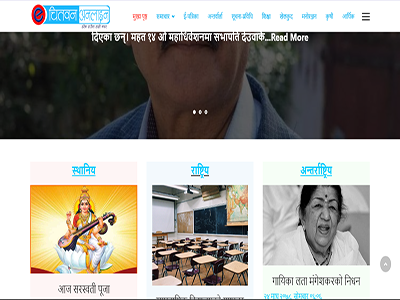 चितवन अनलाइन
मुख्य पृष्ठ समाचार ई-पत्रिका अन्तर्वार्ता सूचना-प्रविधि शिक्षा खेलकुद मनोरञ्जन कृषी आर्थिक
दिएका छन्। महत १४ औं महाधिवेशनमा सभापति देउवाकै...Read More
स्थानिय
राष्ट्रिय
अन्तर्राष्ट्रिय
आज सरस्वती पूजा
गायिका लता मंगेशकरको निधन